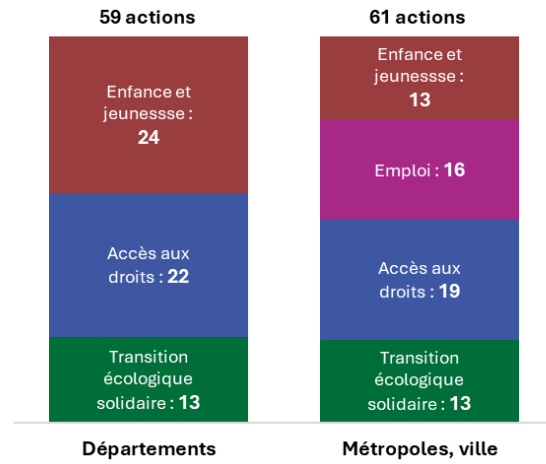 59 actions
Enfance et
jeunessse :
24
Accès aux
droits : 22
Transition
écologique
solidaire : 13
Départements
61 actions
Enfance et
jeunessse :
13
Emploi : 16
Accès aux
droits : 19
Transition
écologique
solidaire : 13
Métropoles, ville